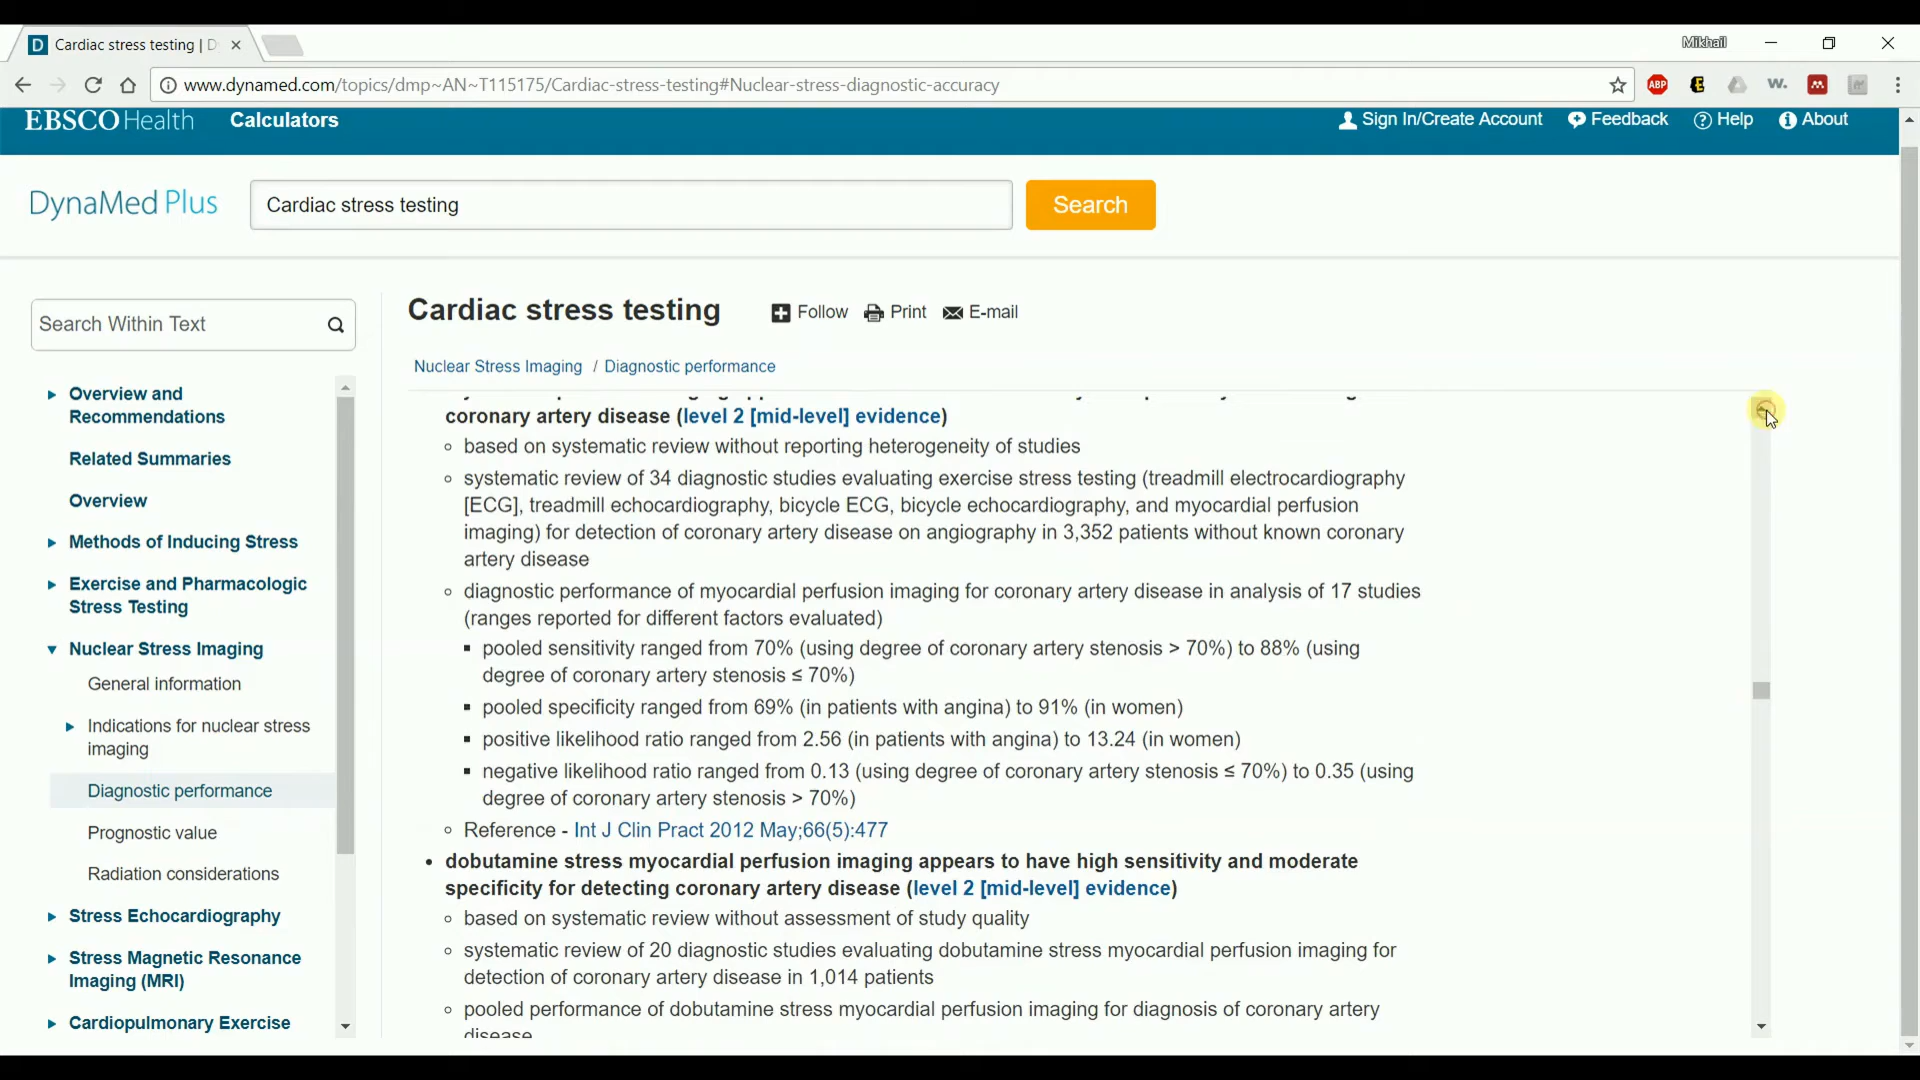 Cardiac stress testing | D
Mikhail
www.dynamed.com/topics/dmp~AN~T115175/Cardiac-stress-testing#Nuclear-stress-diagnostic-accuracy
ABP
W.
EBSCO Health
Calculators
Sign In/Create Account
Feedback
Help
About
DynaMed Plus
Cardiac stress testing
Search
Search Within Text
Overview and
Recommendations
Related Summaries
Overview
Methods of Inducing Stress
Exercise and Pharmacologic
Stress Testing
Nuclear Stress Imaging
General information
Indications for nuclear stress
imaging
Diagnostic performance
Prognostic value
Radiation considerations
Stress Echocardiography
Stress Magnetic Resonance
Imaging (MRI)
Cardiopulmonary Exercise
Cardiac stress testing
Follow
Print
E-mail
Nuclear Stress Imaging / Diagnostic performance
coronary artery disease (level 2 [mid-level] evidence)
based on systematic review without reporting heterogeneity of studies
systematic review of 34 diagnostic studies evaluating exercise stress testing (treadmill electrocardiography
[ECG], treadmill echocardiography, bicycle ECG, bicycle echocardiography, and myocardial perfusion
imaging) for detection of coronary artery disease on angiography in 3,352 patients without known coronary
artery disease
diagnostic performance of myocardial perfusion imaging for coronary artery disease in analysis of 17 studies
(ranges reported for different factors evaluated)
pooled sensitivity ranged from 70% (using degree of coronary artery stenosis > 70%) to 88% (using
degree of coronary artery stenosis ≤ 70%)
pooled specificity ranged from 69% (in patients with angina) to 91% (in women)
positive likelihood ratio ranged from 2.56 (in patients with angina) to 13.24 (in women)
negative likelihood ratio ranged from 0.13 (using degree of coronary artery stenosis ≤ 70%) to 0.35 (using
degree of coronary artery stenosis > 70%)
Reference - Int J Clin Pract 2012 May;66(5):477
dobutamine stress myocardial perfusion imaging appears to have high sensitivity and moderate
specificity for detecting coronary artery disease (level 2 [mid-level] evidence)
based on systematic review without assessment of study quality
systematic review of 20 diagnostic studies evaluating dobutamine stress myocardial perfusion imaging for
detection of coronary artery disease in 1,014 patients
pooled performance of dobutamine stress myocardial perfusion imaging for diagnosis of coronary artery
disease